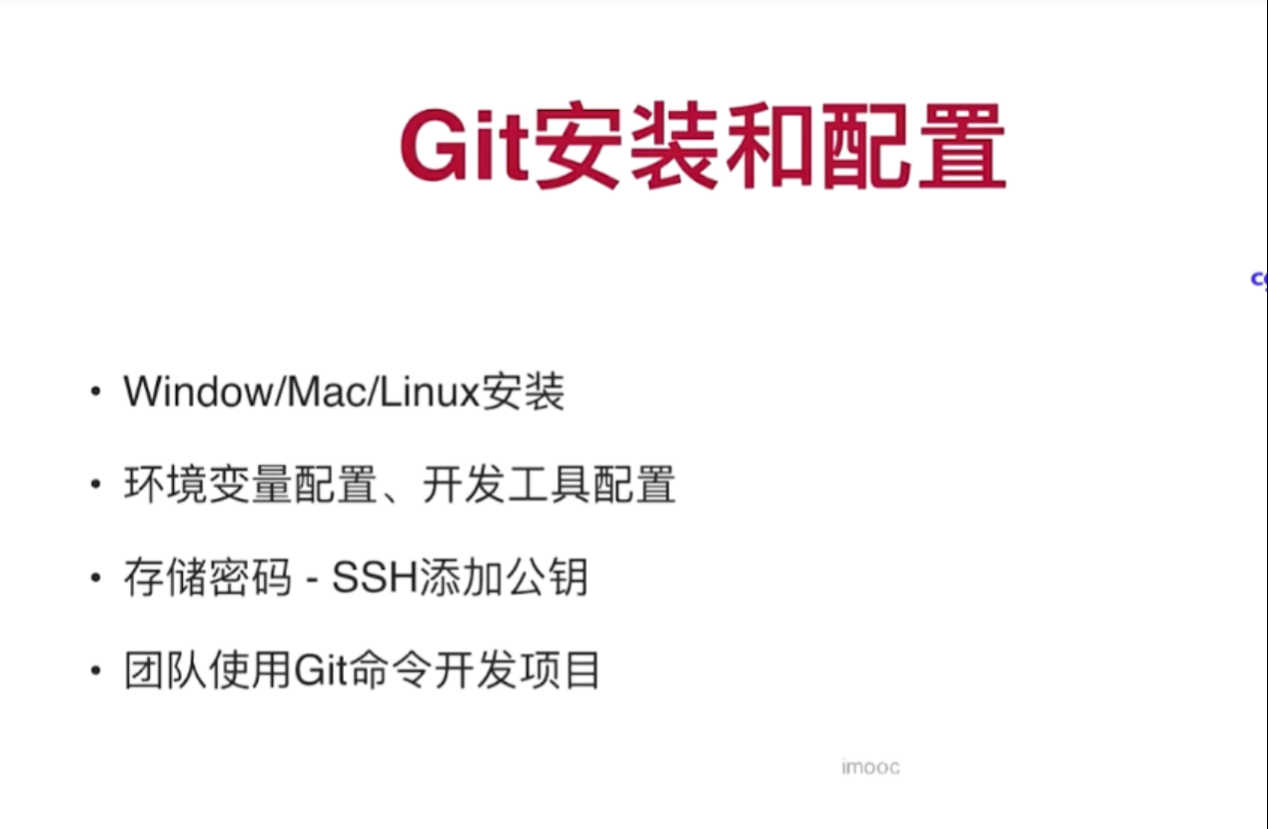 Git安装和配置
• Window/Mac/Linux安装
• 环境变量配置、开发工具配置
• 存储密码 - SSH添加公钥
• 团队使用Git命令开发项目
imooc